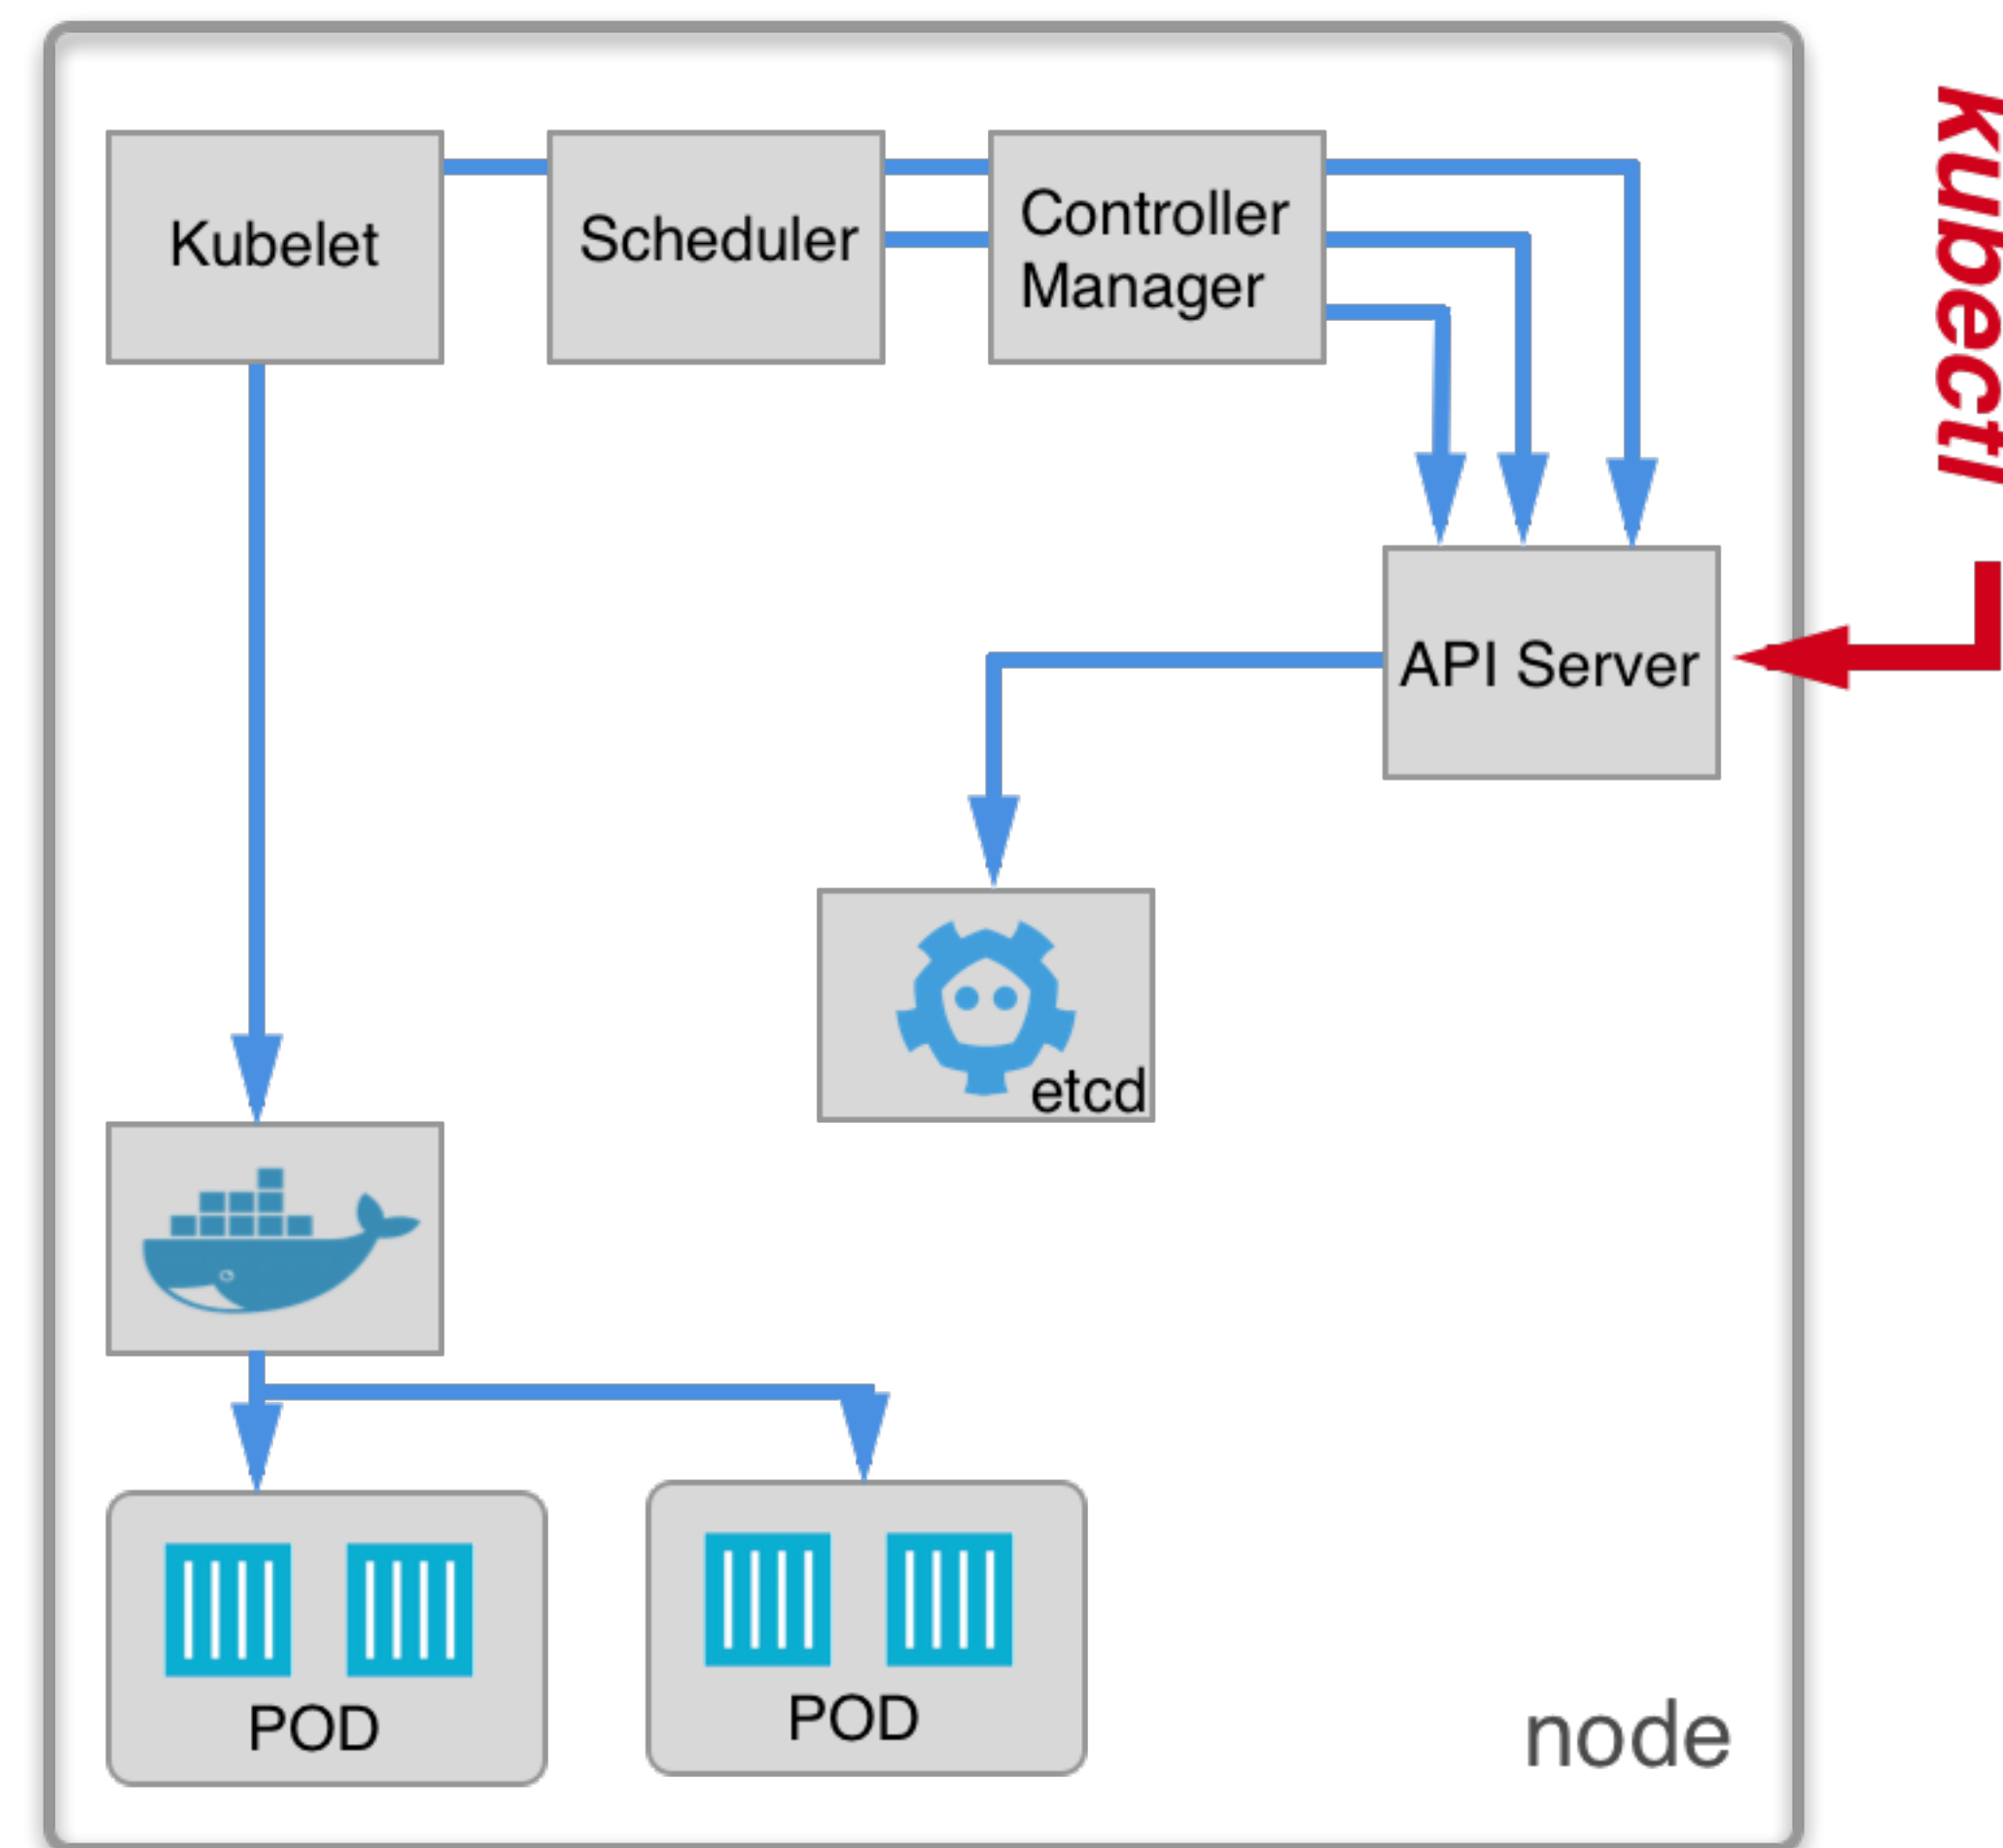 Kubelet
Scheduler
Controller
Manager
kubectl
API Server
etcd
POD
POD
node